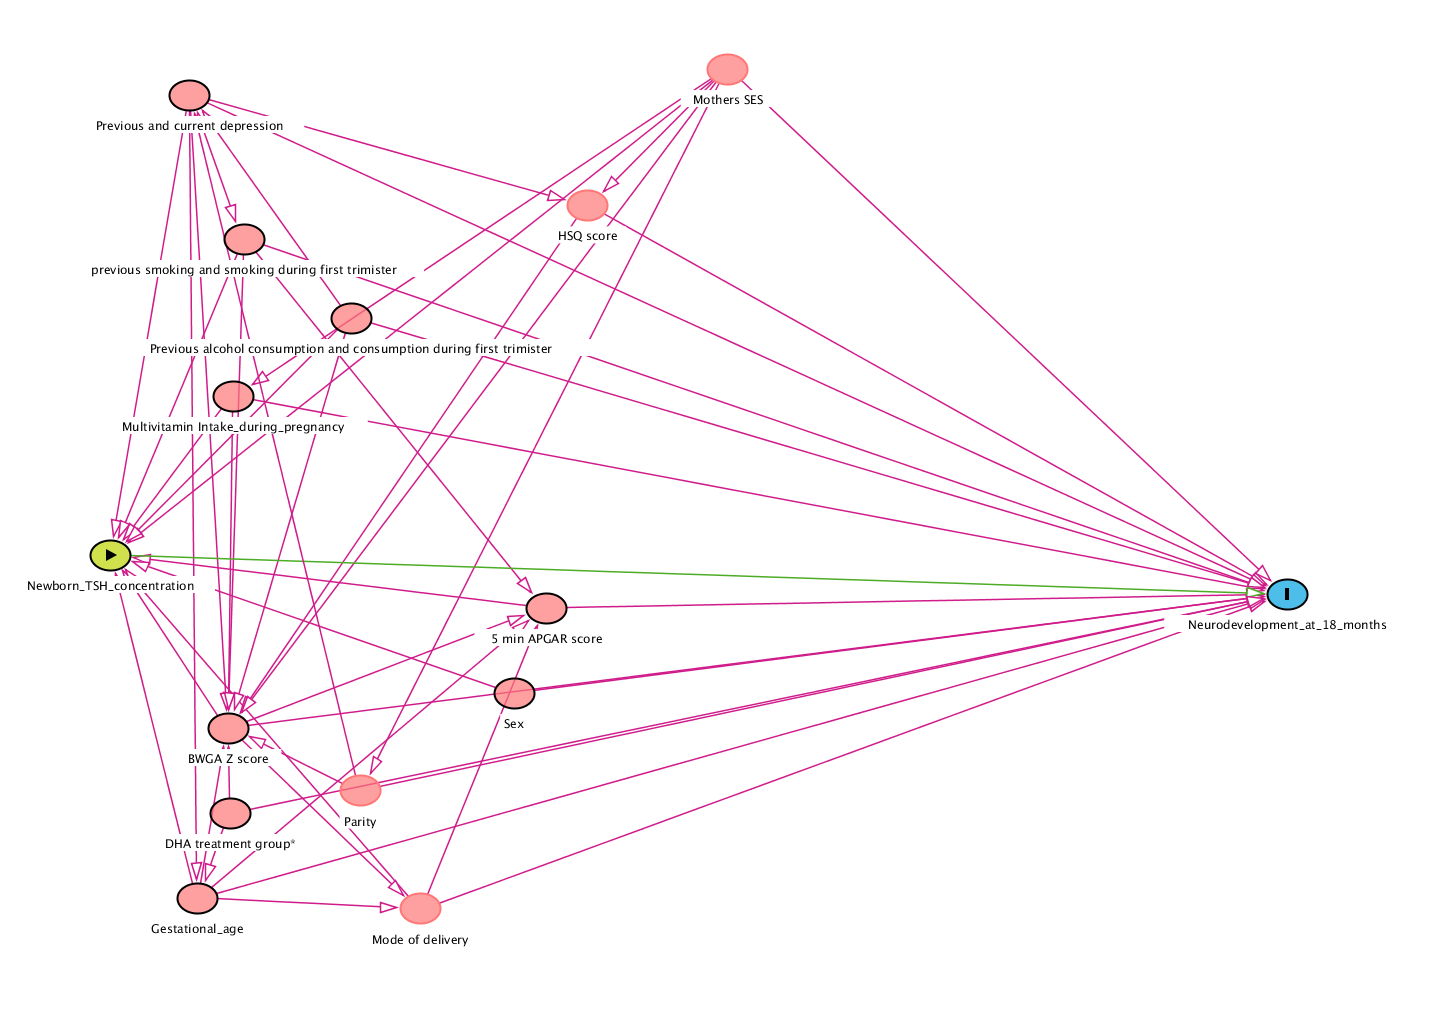 Mothers SES
Previous and current depression
HSQ score
previous smoking and smoking during first trimister
Previous alcohol consumption and consumption during first trimister
Multivitamin Intake_during_pregnancy
Newborn_TSH_concentration
Neurodevelopment_at_18_months
5 min APGAR score
Sex
BWGA Z score
Parity
DHA treatment group*
Gestational_age
Mode of delivery